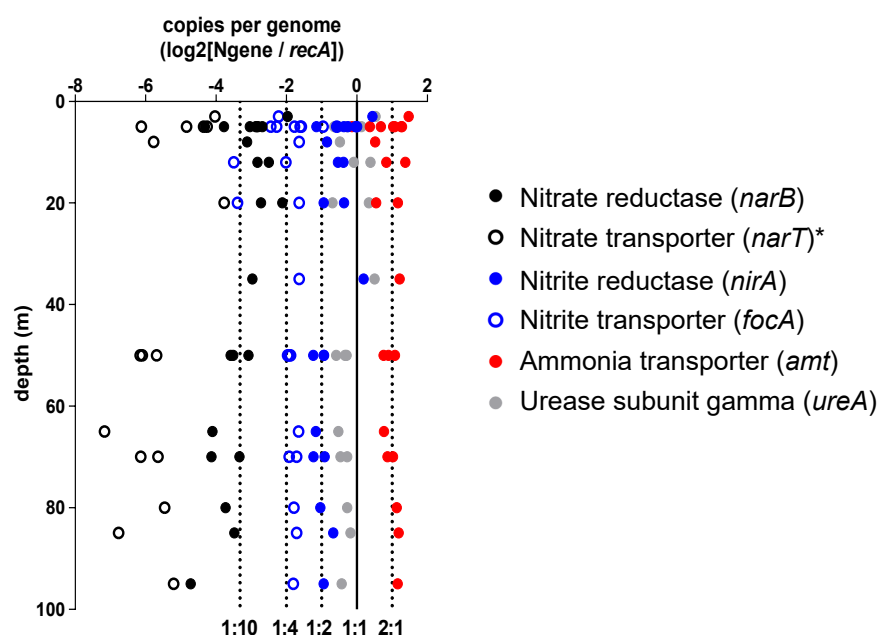 copies per genome
(log2[Ngene / recA])
-8 -6 -4 -2 0 2
0
20
40
60
80
100
depth (m)
1:10 1:4 1:2 1:1 2:1
Nitrate reductase (narB)
Nitrate transporter (narT)*
Nitrite reductase (nirA)
Nitrite transporter (focA)
Ammonia transporter (amt)
Urease subunit gamma (ureA)